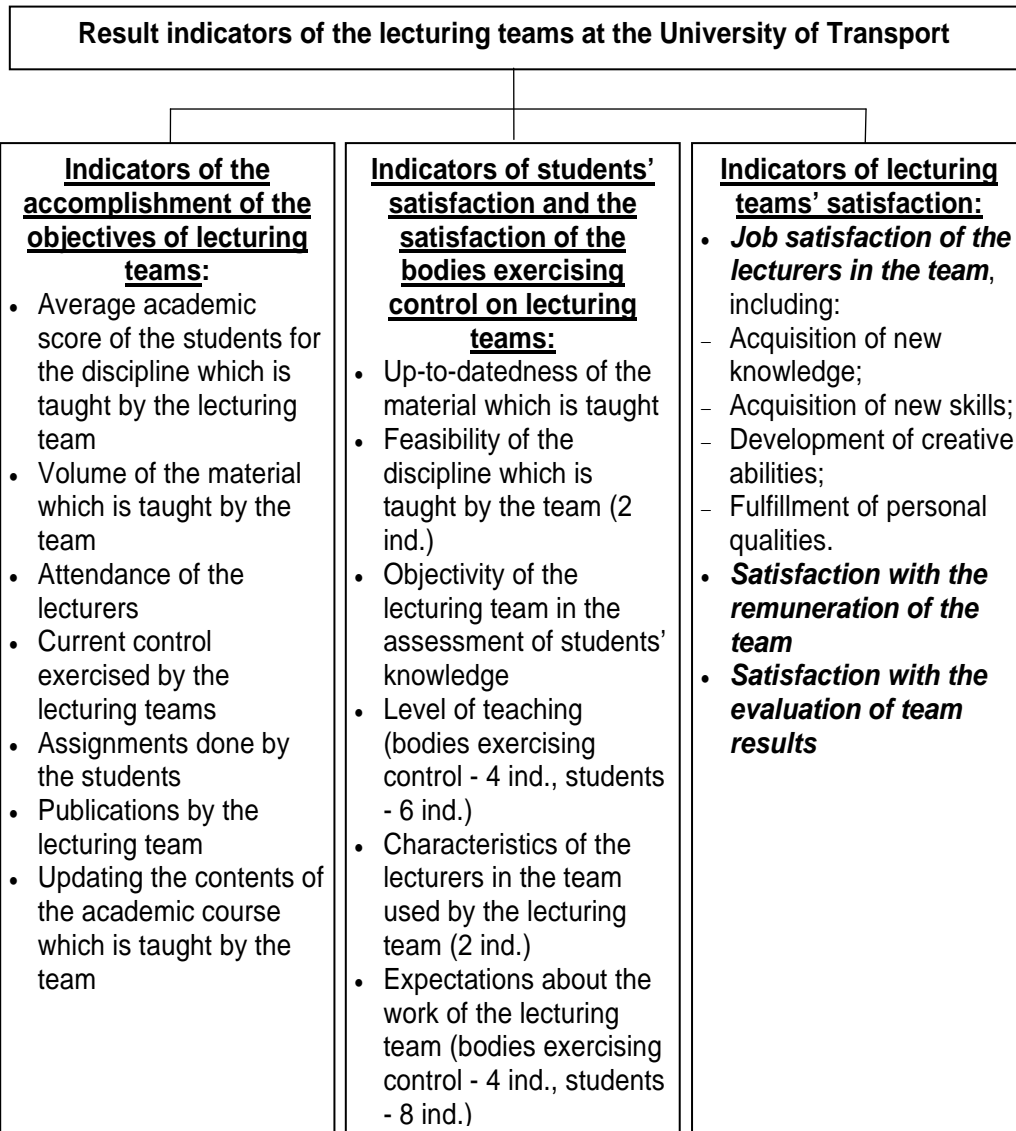 Result indicators of the lecturing teams at the University of Transport
Indicators of the
accomplishment of the
objectives of lecturing
teams:
• Average academic
score of the students for
the discipline which is
taught by the lecturing
team
• Volume of the material
which is taught by the
team
• Attendance of the
lecturers
• Current control
exercised by the
lecturing teams
• Assignments done by
the students
• Publications by the
lecturing team
• Updating the contents of
the academic course
which is taught by the
team
Indicators of students’
satisfaction and the
satisfaction of the
bodies exercising
control on lecturing
teams:
• Up-to-datedness of the
material which is taught
• Feasibility of the
discipline which is
taught by the team (2
ind.)
• Objectivity of the
lecturing team in the
assessment of students’
knowledge
• Level of teaching
(bodies exercising
control - 4 ind., students
- 6 ind.)
• Characteristics of the
lecturers in the team
used by the lecturing
team (2 ind.)
• Expectations about the
work of the lecturing
team (bodies exercising
control - 4 ind., students
- 8 ind.)
Indicators of lecturing
teams’ satisfaction:
• Job satisfaction of the
lecturers in the team,
including:
– Acquisition of new
knowledge;
– Acquisition of new skills;
– Development of creative
abilities;
– Fulfillment of personal
qualities.
• Satisfaction with the
remuneration of the
team
• Satisfaction with the
evaluation of team
results